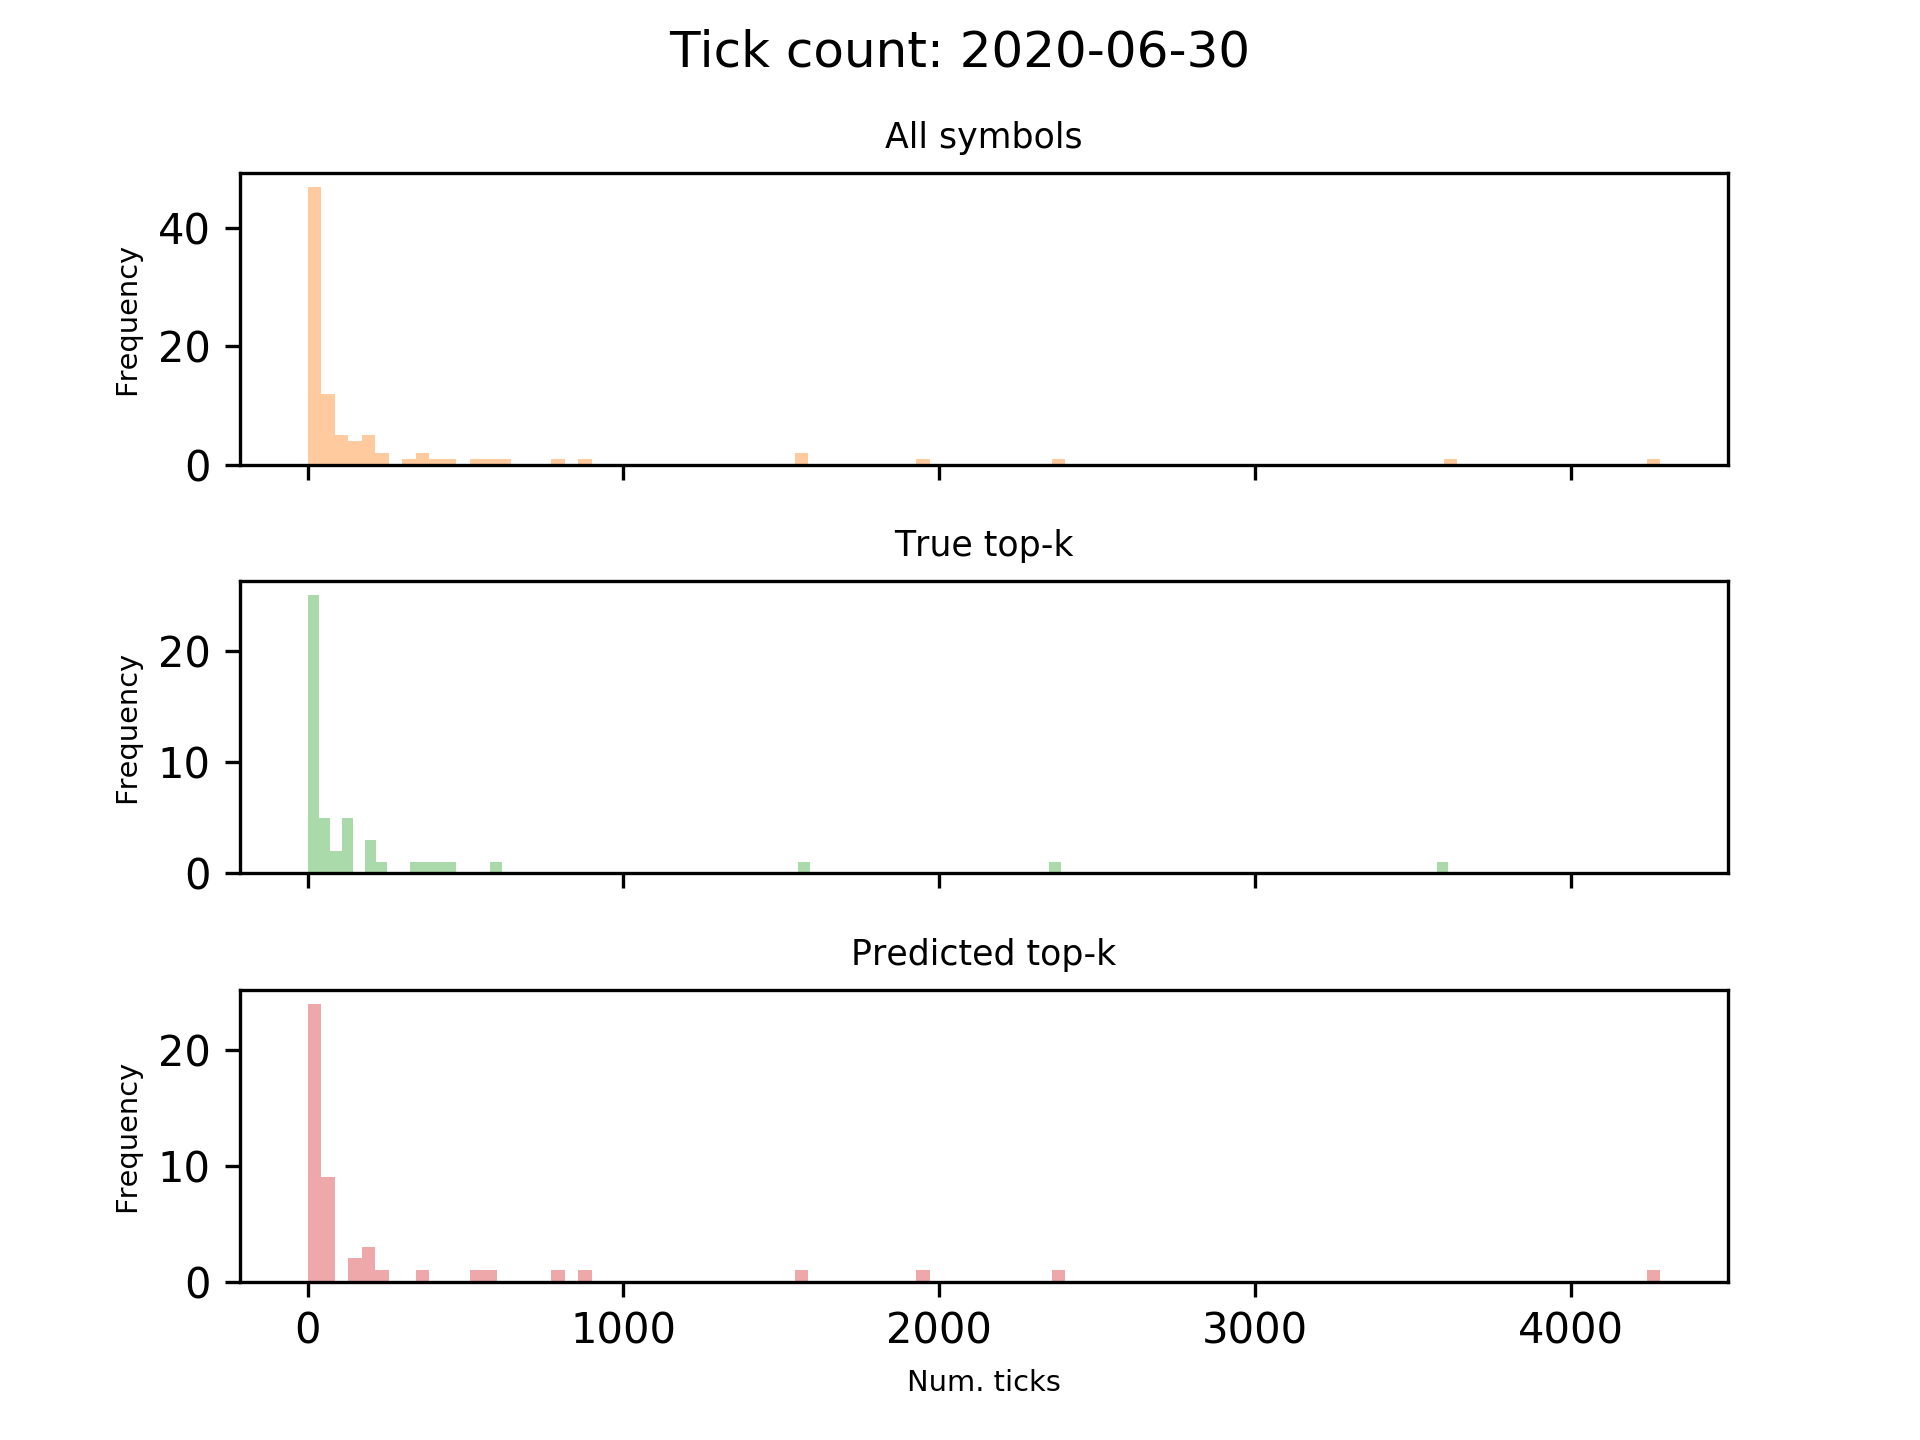 Tick count: 2020-06-30
All symbols
Frequency
40
20
0
True top-k
Frequency
20
10
0
Predicted top-k
Frequency
20
10
0
0 1000 2000 3000 4000
Num. ticks